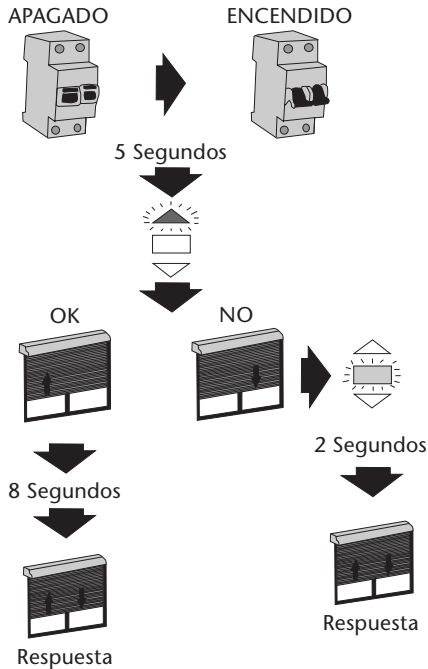 APAGADO
ENCENDIDO
5 Segundos
OK
NO
2 Segundos
8 Segundos
Respuesta
Respuesta